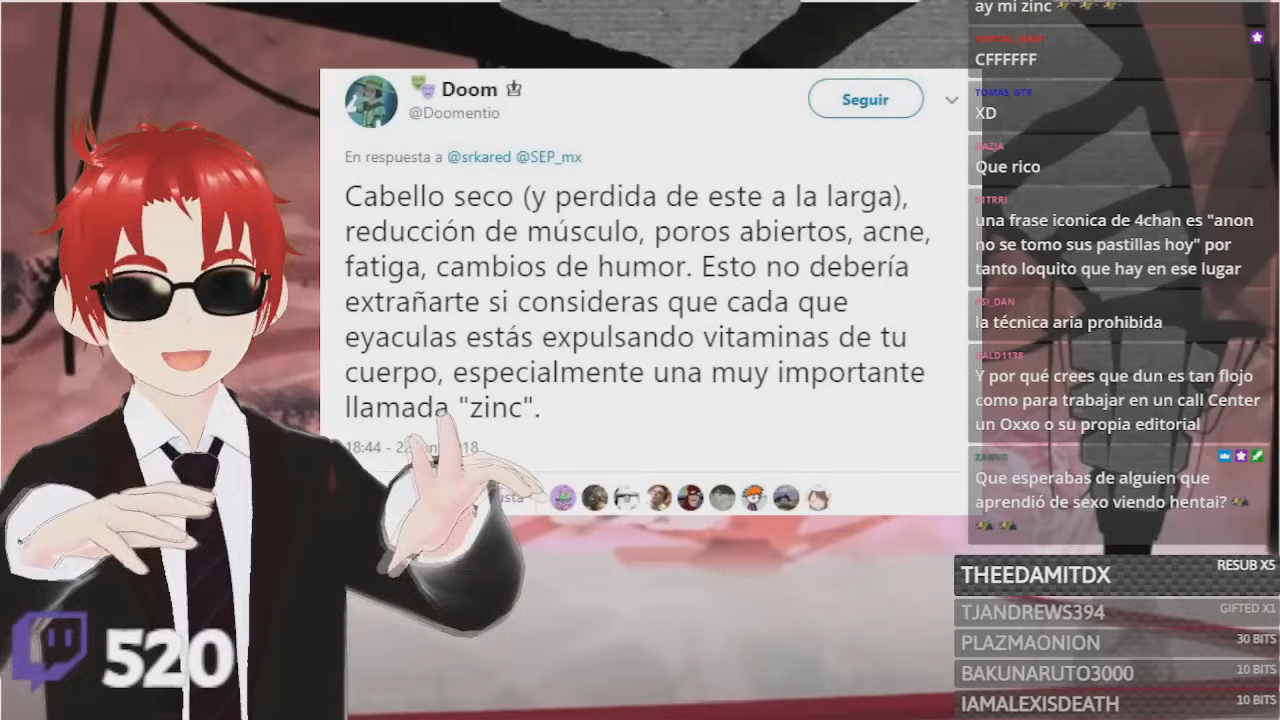 Doom
@Doomentio
Seguir
En respuesta a @srkared @SEP_mx
Cabello seco (y perdida de este a la larga),
reducción de músculo, poros abiertos, acne,
fatiga, cambios de humor. Esto no debería
extrañarte si consideras que cada que
eyaculas estás expulsando vitaminas de tu
cuerpo, especialmente una muy importante
llamada "zinc".
18:44 - 22
ay mi zinc
CFFFFFF
TOMAS_GTR
XD
Que rico
una frase iconica de 4chan es "anon
no se tomo sus pastillas hoy" por
tanto loquito que hay en ese lugar
la técnica aria prohibida
Y por qué crees que dun es tan flojo
como para trabajar en un call Center
un Oxxo o su propia editorial
Que esperabas de alguien que
aprendió de sexo viendo hentai?
THEEDAMITDX RESUB X5
TJANDREWS394 GIFTED X1
PLAZMAONION 30 BITS
BAKUNARUTO3000 10 BITS
IAMALEXISDEATH 10 BITS
520